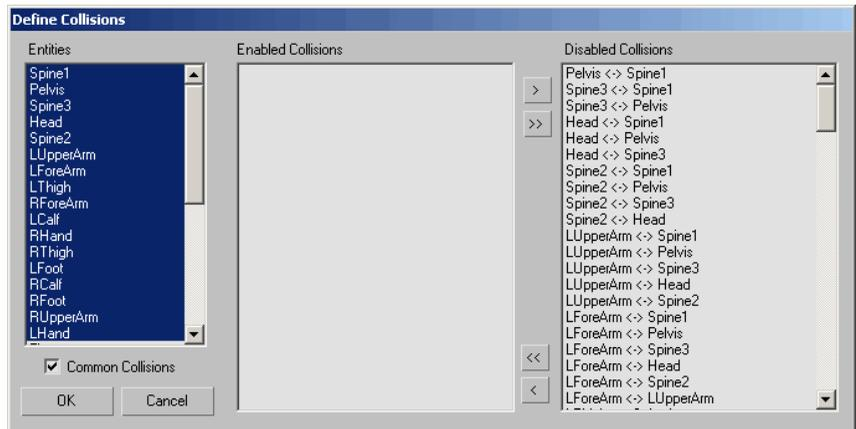 Define Collisions
Entities
Spine1
Pelvis
Spine3
Head
Spine2
LUpperArm
LForeArm
LThigh
RForeArm
LCalf
RHand
RThigh
LFoot
RCalf
RFoot
RUpperArm
LHand
Common Collisions
OK
Cancel
Enabled Collisions
>
>>
<<
<
Disabled Collisions
Pelvis <-> Spine1
Spine3 <-> Spine1
Spine3 <-> Pelvis
Head <-> Spine1
Head <-> Pelvis
Head <-> Spine3
Spine2 <-> Spine1
Spine2 <-> Pelvis
Spine2 <-> Spine3
Spine2 <-> Head
LUpperArm <-> Spine1
LUpperArm <-> Pelvis
LUpperArm <-> Spine3
LUpperArm <-> Head
LUpperArm <-> Spine2
LForeArm <-> Spine1
LForeArm <-> Pelvis
LForeArm <-> Spine3
LForeArm <-> Head
LForeArm <-> Spine2
LForeArm <-> LUpperArm